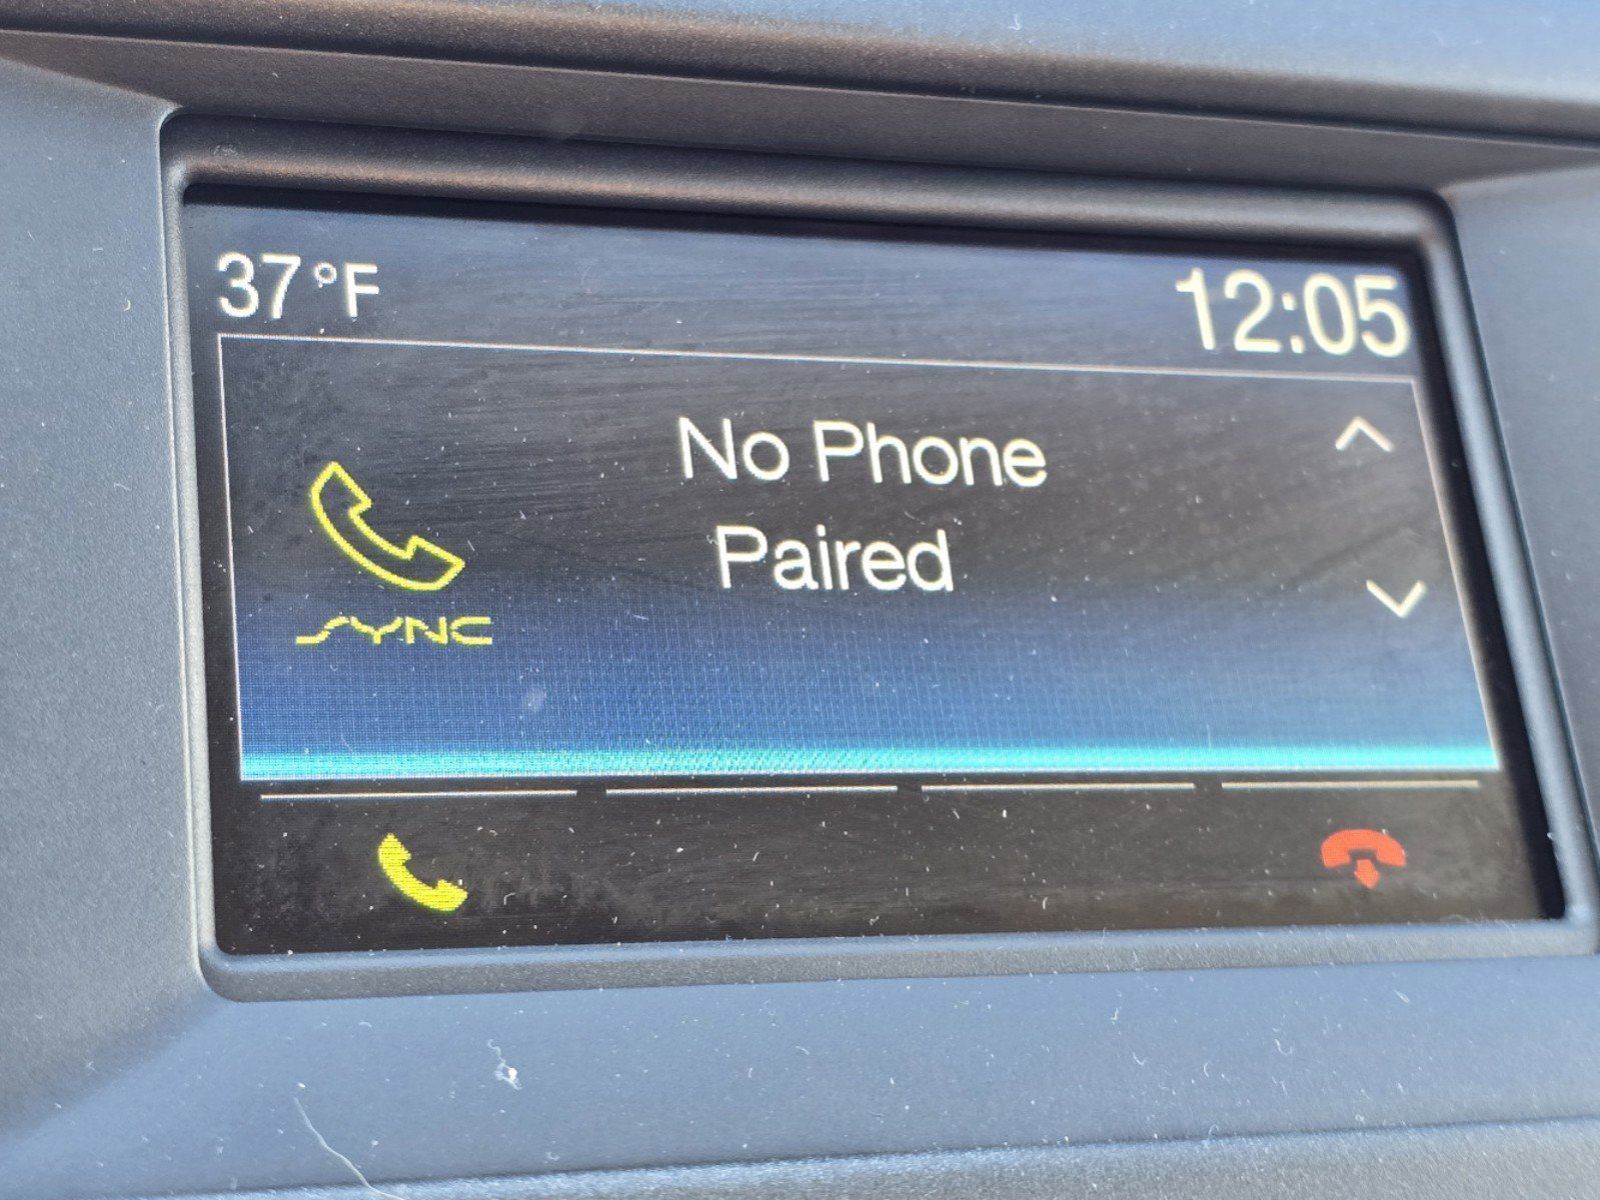 37°F
12:05
No Phone
Paired
SYNC